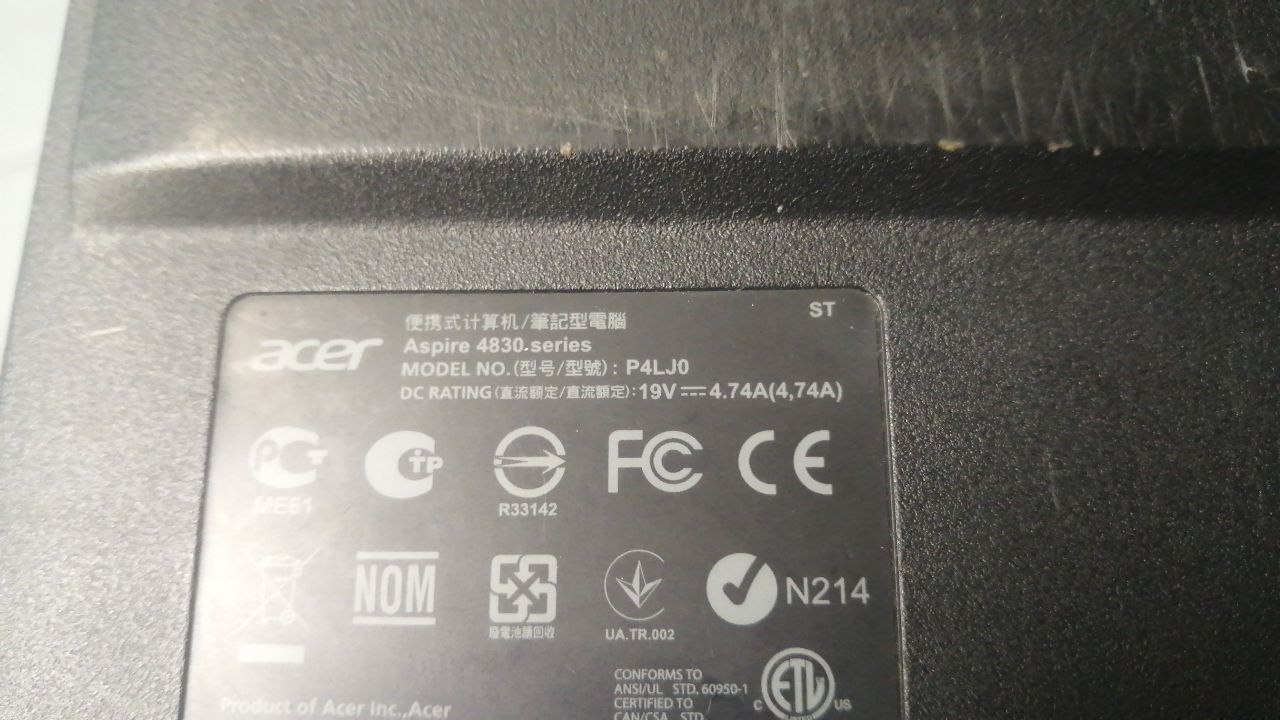 ST
便携式计算机/筆記型電腦
acer
Aspire 4830 series
MODEL NO.(型号/型號): P4LJ0
DC RATING(直流额定/直流額定):19V ⎓ 4.74A(4,74A)
PCT
ME61
TP
R33142
FC
CE
NOM
廢電池請回收
UA.TR.002
N214
CONFORMS TO
ANSI/UL STD. 60950-1
CERTIFIED TO
CAN/CSA STD.
C ETL US
Product of Acer Inc.,Acer